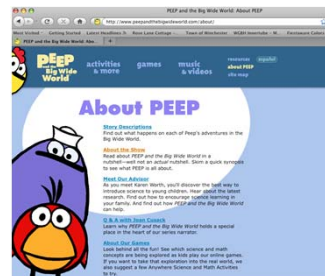 PEEP and the Big Wide World: About PEEP
http://www.peepandthebigwideworld.com/about/
Most Visited Getting Started Latest Headlines
PEEP and the Big Wide World: Abo...
PEEP
and the
Big Wide
World
activities
& more
games
music
& videos
resources español
about PEEP
site map
About PEEP
Story Descriptions
Find out what happens on each of Peep's adventures in the
Big Wide World.
About the Show
Read about PEEP and the Big Wide World in a
nutshell—well not an actual nutshell. Skim a quick synopsis
to see what PEEP is all about.
Meet Our Advisor
As you meet Karen Worth, you'll discover the best way to
introduce science to young children. Hear about the latest
research. Find out how to encourage science learning in
your family. And find out how PEEP and the Big Wide World
can help.
Q & A with Joan Cusack
Learn why PEEP and the Big Wide World holds a special
place in the heart of our series narrator.
About Our Games
Look behind all the fun! See which science and math
concepts are being explored as kids play our online games.
If you want to take that exploration into the real world, we
also suggest a few Anywhere Science and Math Activities
to try.